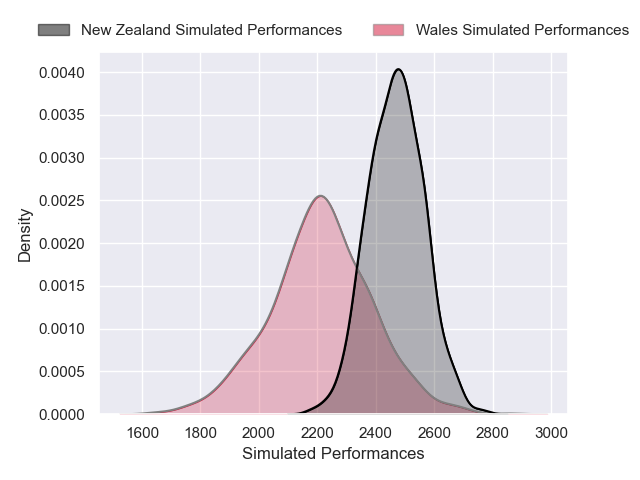 New Zealand Simulated Performances
Wales Simulated Performances
0.0040
0.0035
0.0030
0.0025
0.0020
0.0015
0.0010
0.0005
0.0000
Density
1600 1800 2000 2200 2400 2600 2800 3000
Simulated Performances